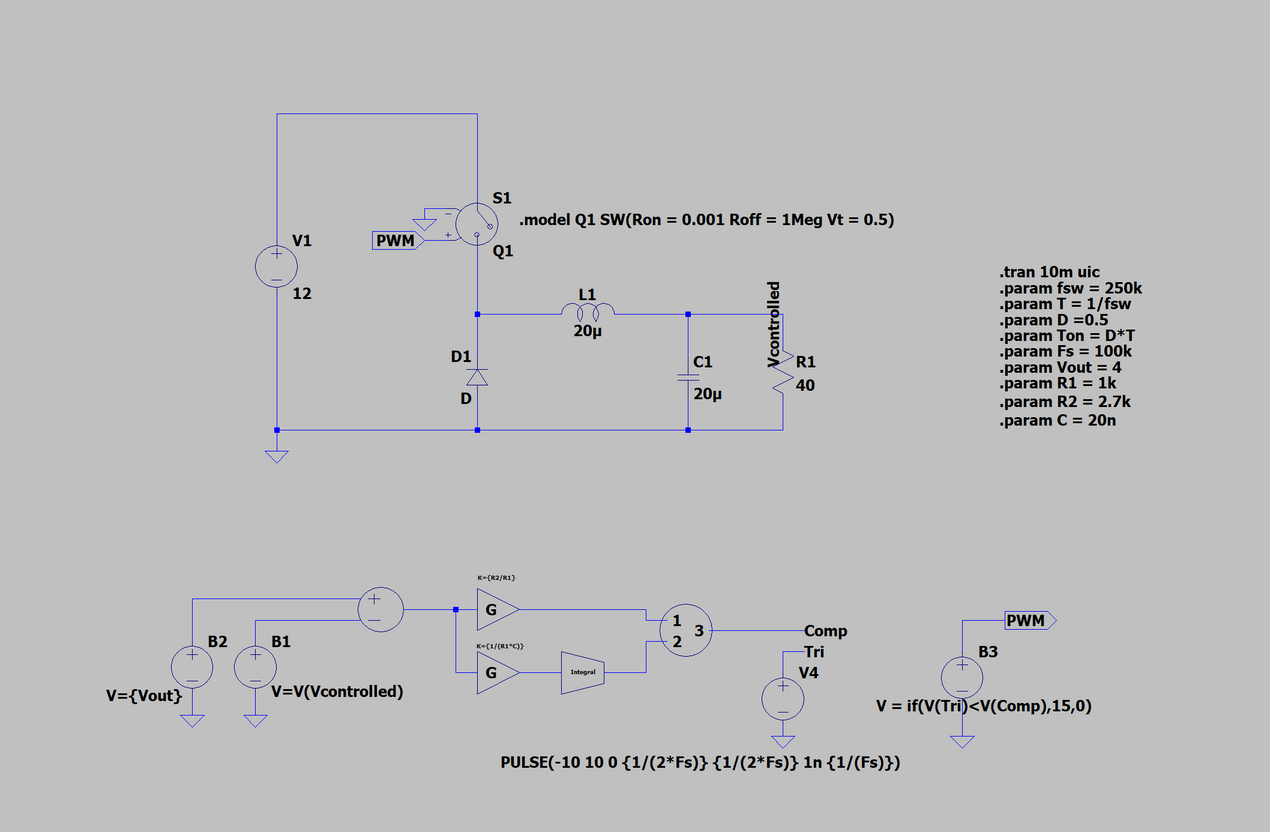 S1
.model Q1 SW(Ron = 0.001 Roff = 1Meg Vt = 0.5)
PWM
Q1
V1
12
.tran 10m uic
.param fsw = 250k
.param T = 1/fsw
.param D =0.5
.param Ton = D*T
.param Fs = 100k
.param Vout = 4
.param R1 = 1k
.param R2 = 2.7k
.param C = 20n
L1
20µ
Vcontrolled
D1
D
C1
20µ
R1
40
K={R2/R1}
G
1
2
3
Comp
Tri
PWM
B2
B1
K={1/(R1*C)}
G
Integral
V4
B3
V={Vout}
V=V(Vcontrolled)
V = if(V(Tri)<V(Comp),15,0)
PULSE(-10 10 0 {1/(2*Fs)} {1/(2*Fs)} 1n {1/(Fs)})